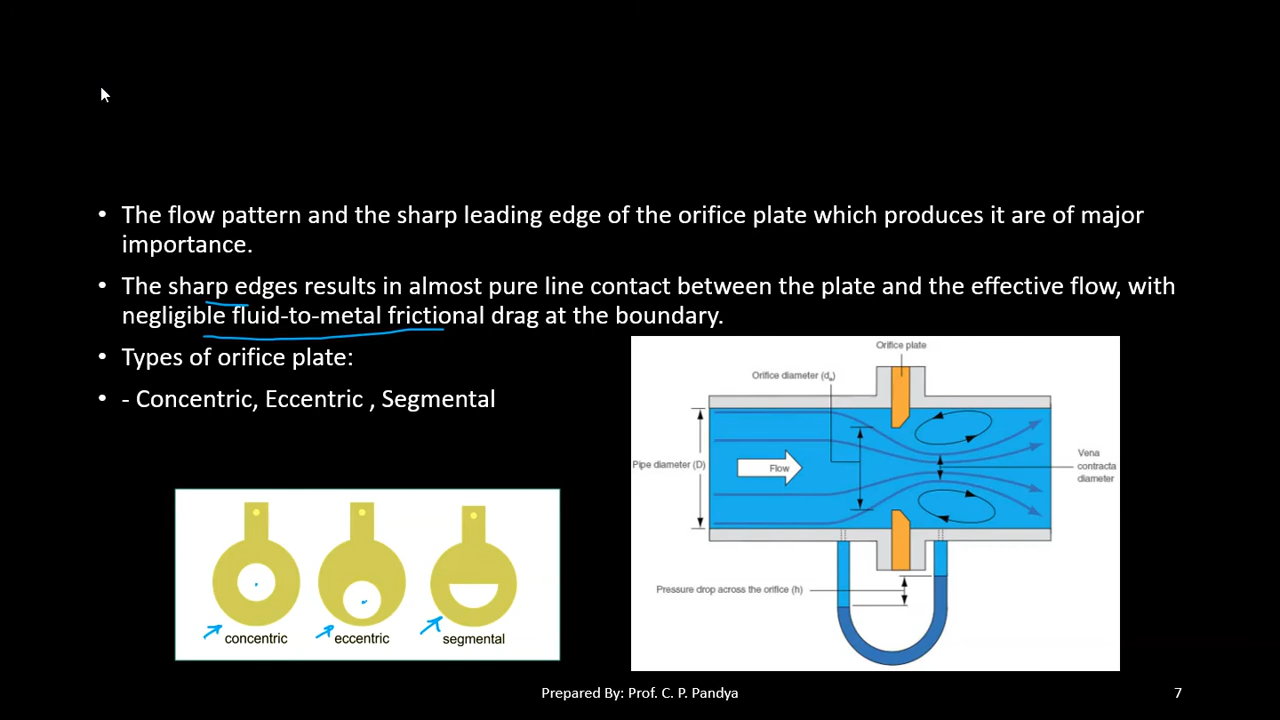 • The flow pattern and the sharp leading edge of the orifice plate which produces it are of major
importance.
• The sharp edges results in almost pure line contact between the plate and the effective flow, with
negligible fluid-to-metal frictional drag at the boundary.
• Types of orifice plate:
• - Concentric, Eccentric , Segmental
Orifice plate
Orifice diameter (dₒ)
Pipe diameter (D)
Flow
Vena
contracta
diameter
Pressure drop across the orifice (h)
concentric
eccentric
segmental
Prepared By: Prof. C. P. Pandya
7